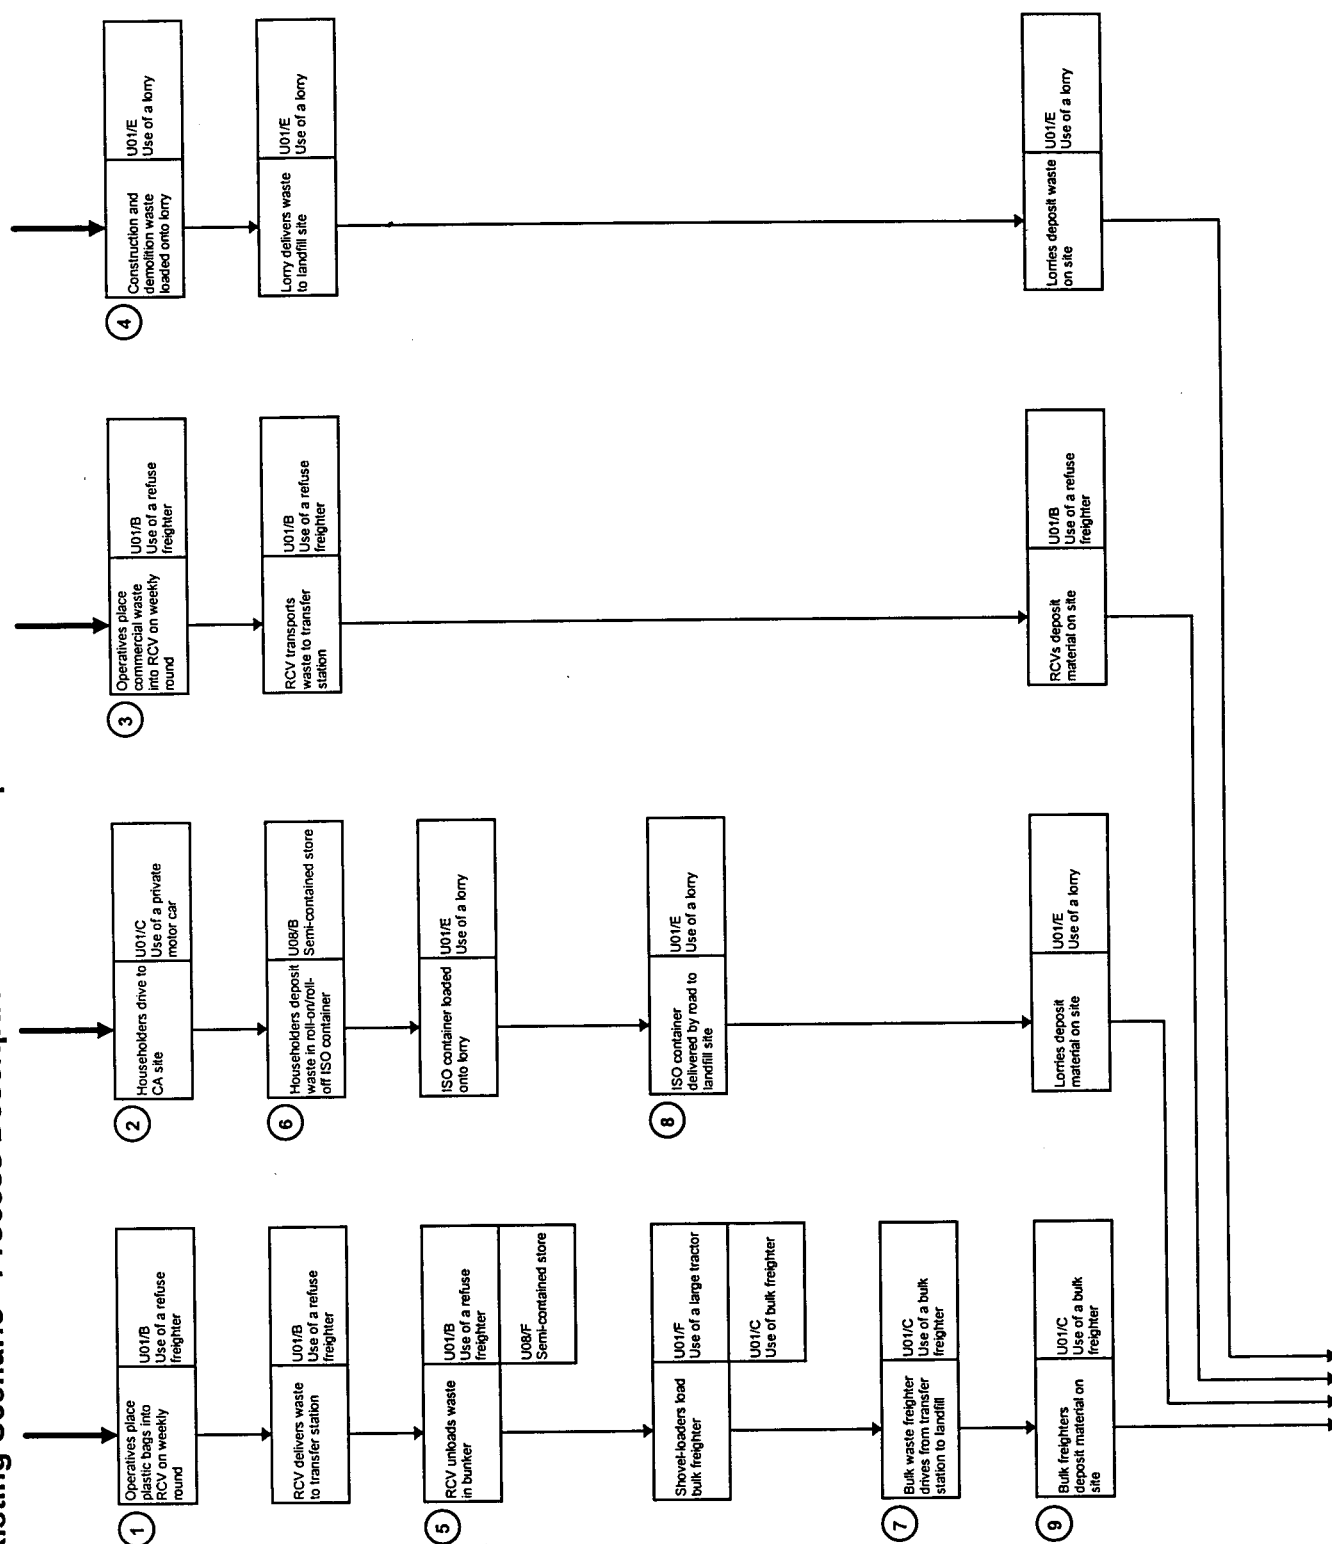 1
Operatives place
plastic bags into
RCV on weekly
round
U01/B
Use of a refuse
freighter
RCV delivers waste
to transfer station
U01/B
Use of a refuse
freighter
5
RCV unloads waste
in bunker
U01/B
Use of a refuse
freighter
U08/F
Semi-contained store
Shovel-loaders load
bulk freighter
U01/F
Use of a large tractor
U01/C
Use of bulk freighter
7
Bulk waste freighter
drives from transfer
station to landfill
U01/C
Use of a bulk
freighter
9
Bulk freighters
deposit material on
site
U01/C
Use of a bulk
freighter
2
Householders drive to
CA site
U01/C
Use of a private
motor car
6
Householders deposit
waste in roll-on/roll-
off ISO container
U08/B
Semi-contained store
ISO container loaded
onto lorry
U01/E
Use of a lorry
8
ISO container
delivered by road to
landfill site
U01/E
Use of a lorry
Lorries deposit
material on site
U01/E
Use of a lorry
3
Operatives place
commercial waste
into RCV on weekly
round
U01/B
Use of a refuse
freighter
RCV transports
waste to transfer
station
U01/B
Use of a refuse
freighter
RCVs deposit
material on site
U01/B
Use of a refuse
freighter
4
Construction and
demolition waste
loaded onto lorry
U01/E
Use of a lorry
Lorry delivers waste
to landfill site
U01/E
Use of a lorry
Lorries deposit waste
on site
U01/E
Use of a lorry